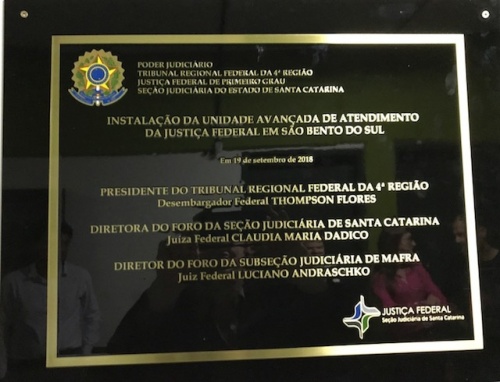 PODER JUDICIÁRIO
TRIBUNAL REGIONAL FEDERAL DA 4ª REGIÃO
JUSTIÇA FEDERAL DE PRIMEIRO GRAU
SEÇÃO JUDICIÁRIA DO ESTADO DE SANTA CATARINA
INSTALAÇÃO DA UNIDADE AVANÇADA DE ATENDIMENTO
DA JUSTIÇA FEDERAL EM SÃO BENTO DO SUL
Em 19 de setembro de 2018
PRESIDENTE DO TRIBUNAL REGIONAL FEDERAL DA 4ª REGIÃO
Desembargador Federal THOMPSON FLORES
DIRETORA DO FORO DA SEÇÃO JUDICIÁRIA DE SANTA CATARINA
Juíza Federal CLAUDIA MARIA DADICO
DIRETOR DO FORO DA SUBSEÇÃO JUDICIÁRIA DE MAFRA
Juiz Federal LUCIANO ANDRASCHKO
JUSTIÇA FEDERAL
Seção Judiciária de Santa Catarina